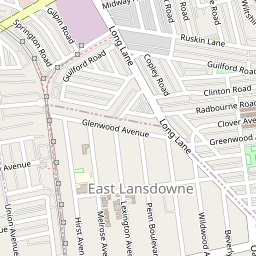 Midway
Gilpin Road
Springton Road
Long Lane
Ruskin Lane
Guilford Road
Copley Road
Guilford Road
Clinton Road
Radbourne Road
Clover Avenue
Greenwood
Glenwood Avenue
Long Lane
Avenue
East Lansdowne
Union Avenue
Hirst Avenue
Melrose Avenue
Lexington Avenue
Penn Boulevard
Wildwood Avenue
Beverly